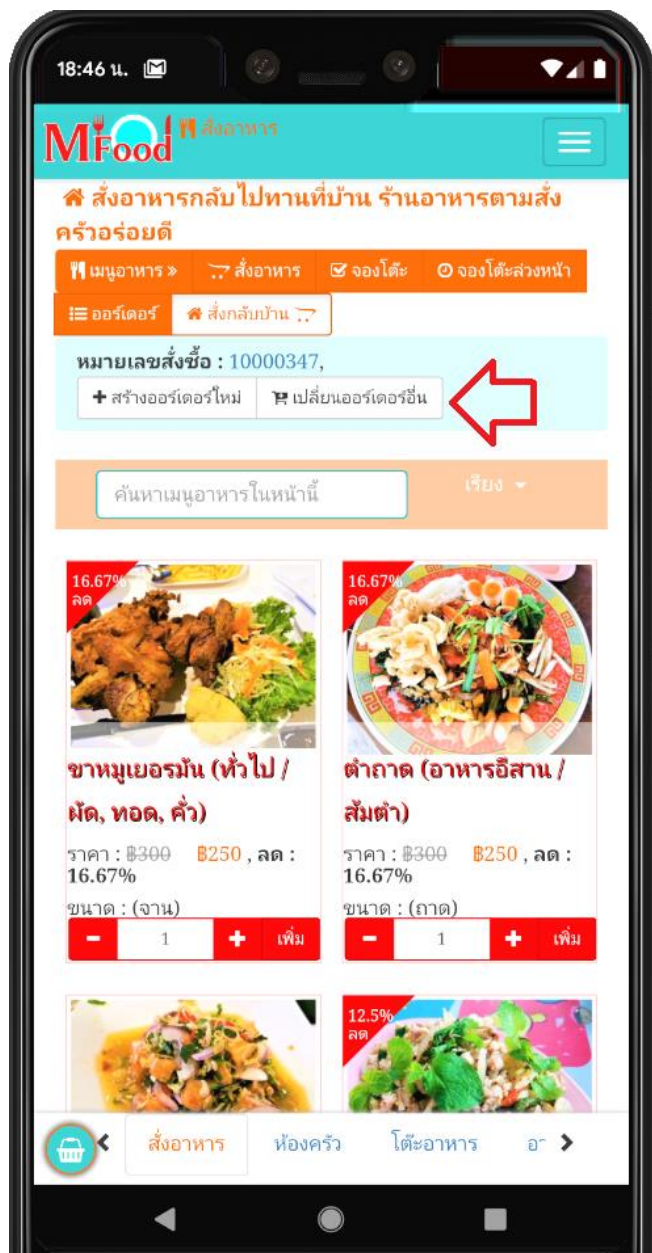 18:46 น.
MFood สั่งอาหาร
สั่งอาหารกลับไปทานที่บ้าน ร้านอาหารตามสั่ง
ครัวอร่อยดี
เมนูอาหาร » สั่งอาหาร จองโต๊ะ จองโต๊ะล่วงหน้า
ออร์เดอร์ สั่งกลับบ้าน
หมายเลขสั่งซื้อ : 10000347,
+ สร้างออร์เดอร์ใหม่ เปลี่ยนออร์เดอร์อื่น
ค้นหาเมนูอาหารในหน้านี้ เรียง
16.67% ลด
16.67% ลด
ขาหมูเยอรมัน (ทั่วไป /
ผัด, ทอด, คั่ว)
ราคา : ฿300 ฿250 , ลด :
16.67%
ขนาด : (จาน)
- 1 + เพิ่ม
ตำถาด (อาหารอีสาน /
ส้มตำ)
ราคา : ฿300 ฿250 , ลด :
16.67%
ขนาด : (ถาด)
- 1 + เพิ่ม
12.5%
ลด
สั่งอาหาร ห้องครัว โต๊ะอาหาร